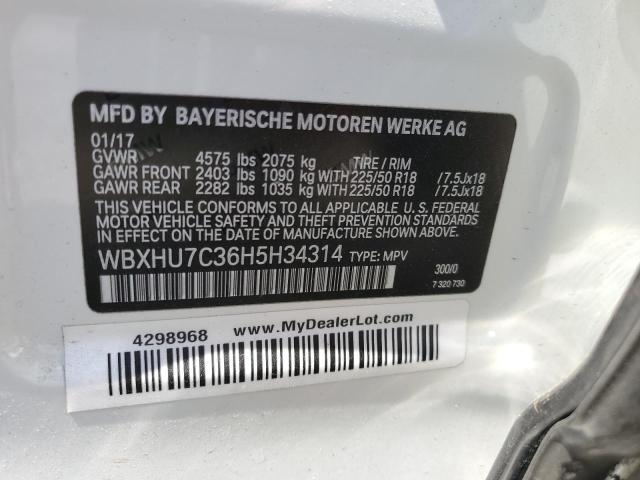 MFD BY BAYERISCHE MOTOREN WERKE AG
01/17
GVWR 4575 lbs 2075 kg TIRE / RIM
GAWR FRONT 2403 lbs 1090 kg WITH 225/50 R18 /7.5Jx18
GAWR REAR 2282 lbs 1035 kg WITH 225/50 R18 /7.5Jx18
THIS VEHICLE CONFORMS TO ALL APPLICABLE U. S. FEDERAL
MOTOR VEHICLE SAFETY AND THEFT PREVENTION STANDARDS
IN EFFECT ON THE DATE OF MANUFACTURE SHOWN ABOVE.
WBXHU7C36H5H34314 TYPE: MPV
300/0
7 320 730
4298968 www.MyDealerLot.com